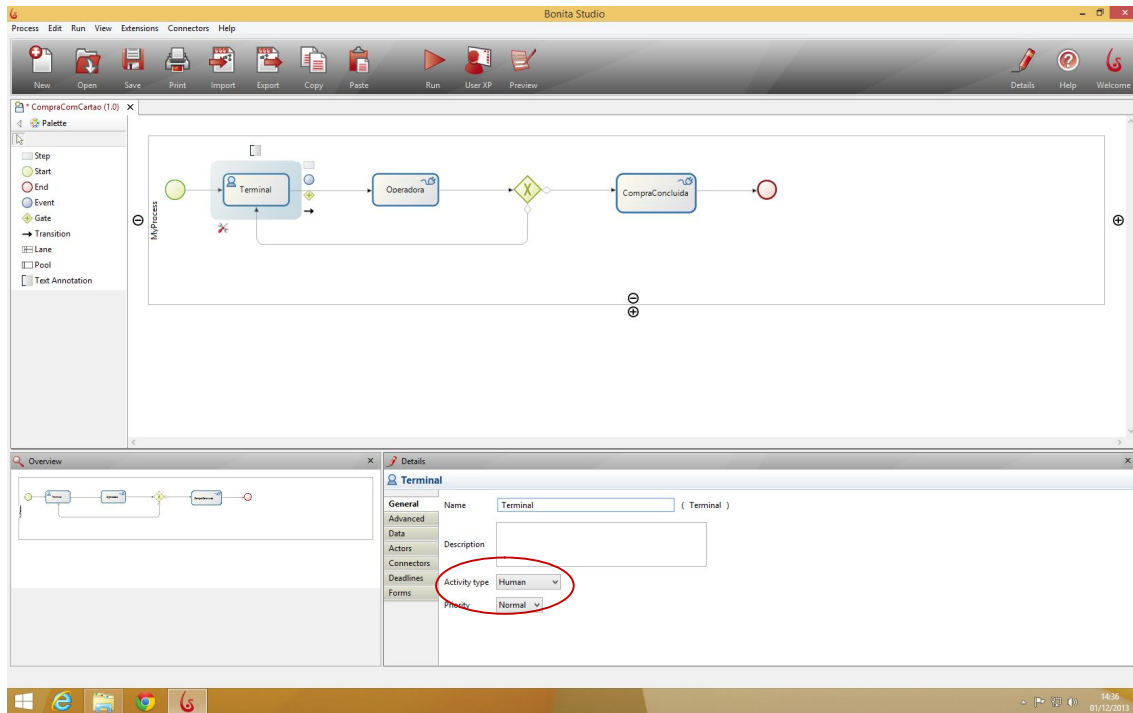 Bonita Studio
Process Edit Run View Extensions Connectors Help
New Open Save Print Import Export Copy Paste Run User XP Preview Details Help Welcome
* CompraComCartao (1.0)
Palette
Step
Start
End
Event
Gate
Transition
Lane
Pool
Text Annotation
MyProcess
Terminal
Operadora
CompraConcluida
Overview
Details
Terminal
General
Advanced
Data
Actors
Connectors
Deadlines
Forms
Name Terminal ( Terminal )
Description
Activity type Human
Priority Normal
14:36
01/12/2013